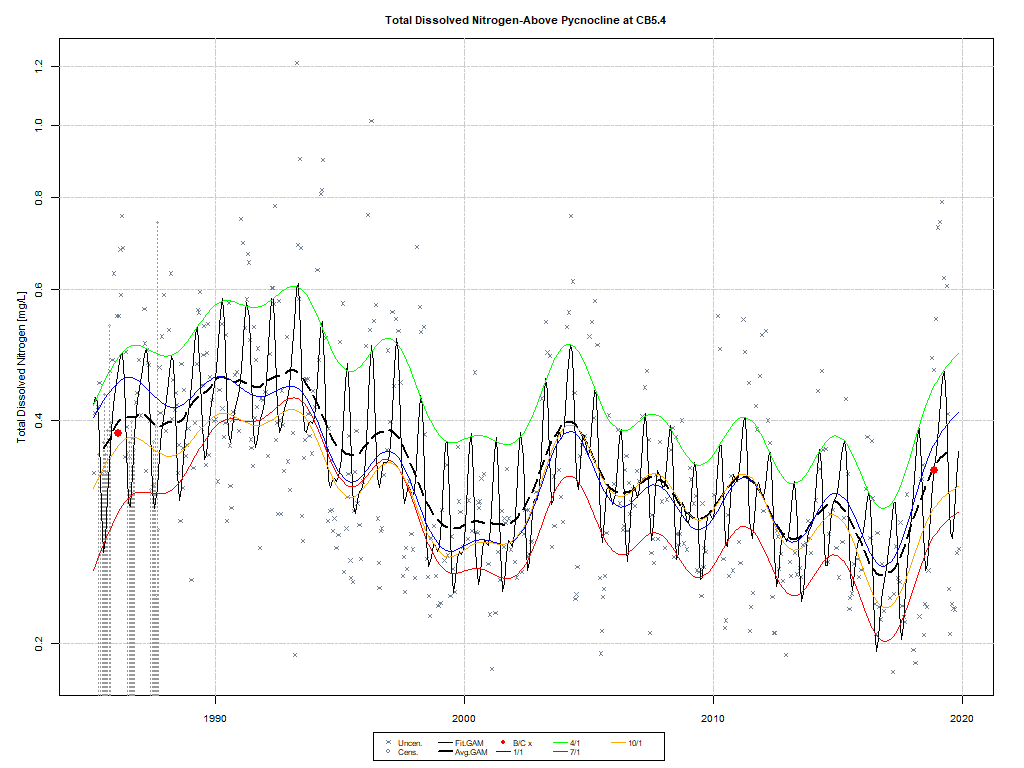 Total Dissolved Nitrogen-Above Pycnocline at CB5.4
Total Dissolved Nitrogen [mg/L]
1.2
1.0
0.8
0.6
0.4
0.2
1990 2000 2010 2020
Uncen. Fit.GAM B/C x 4/1 10/1
Cens. Avg.GAM 1/1 7/1